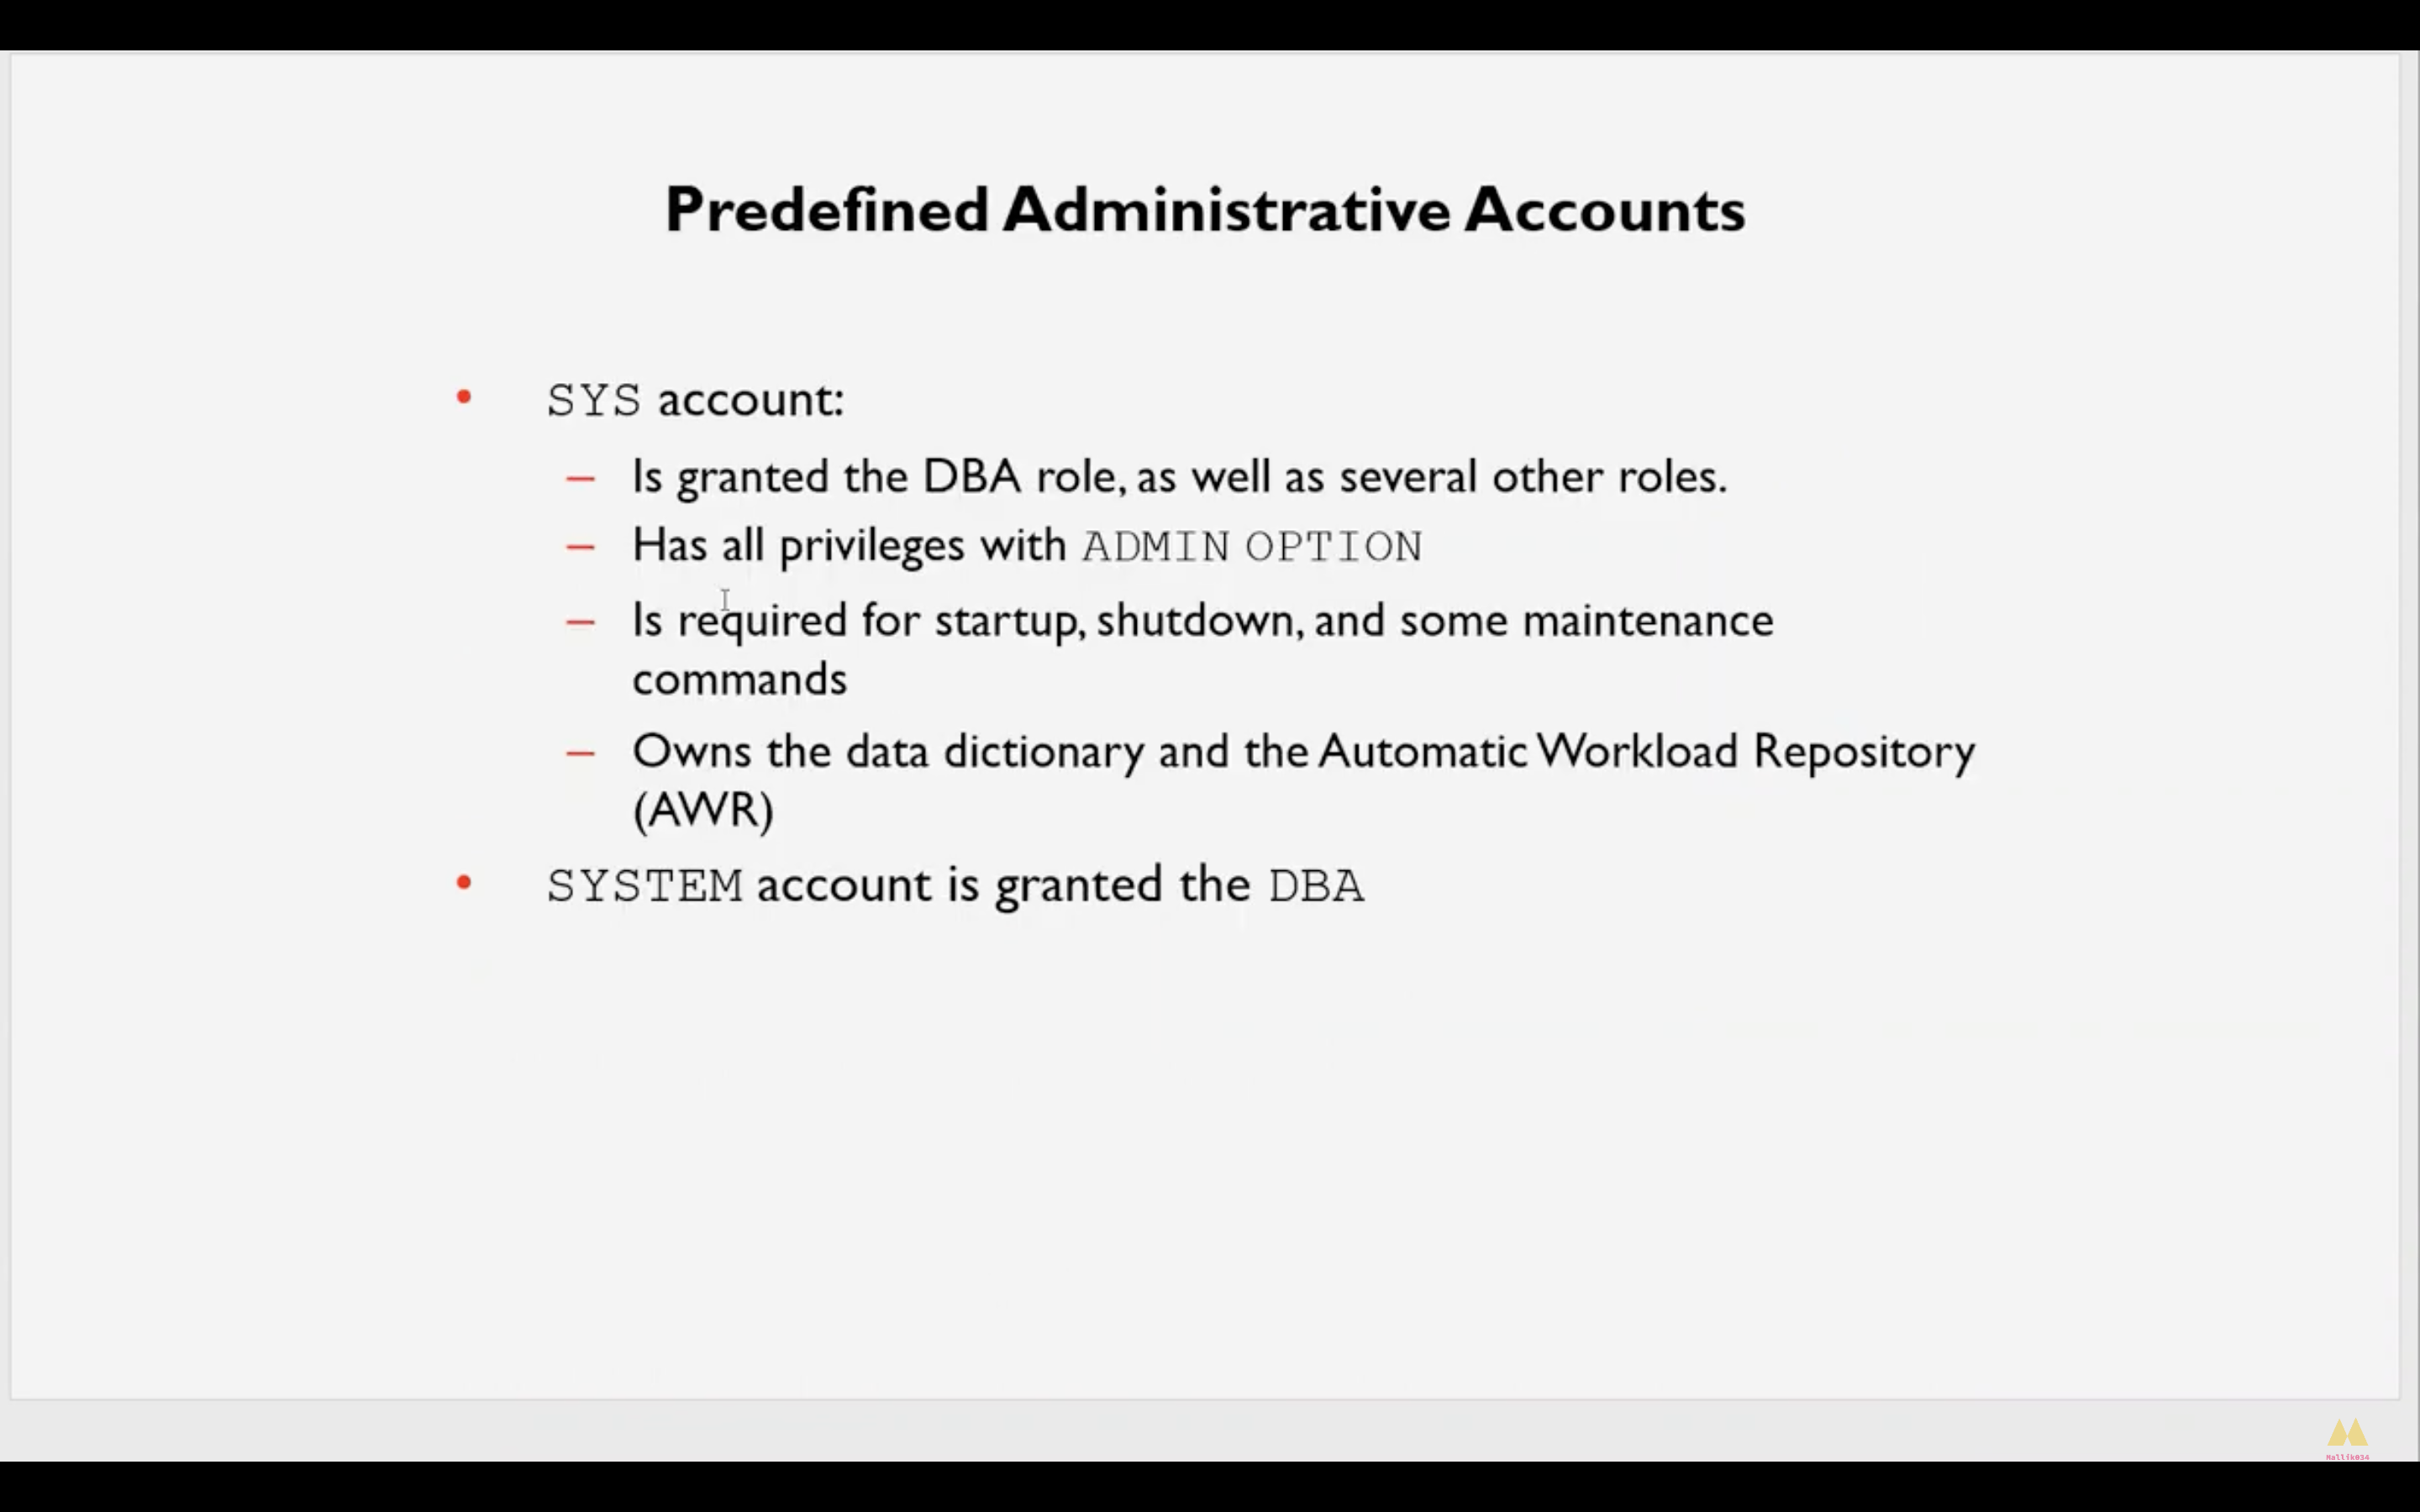 Predefined Administrative Accounts
• SYS account:
– Is granted the DBA role, as well as several other roles.
– Has all privileges with ADMIN OPTION
– Is required for startup, shutdown, and some maintenance
commands
– Owns the data dictionary and the Automatic Workload Repository
(AWR)
• SYSTEM account is granted the DBA
Mallik034